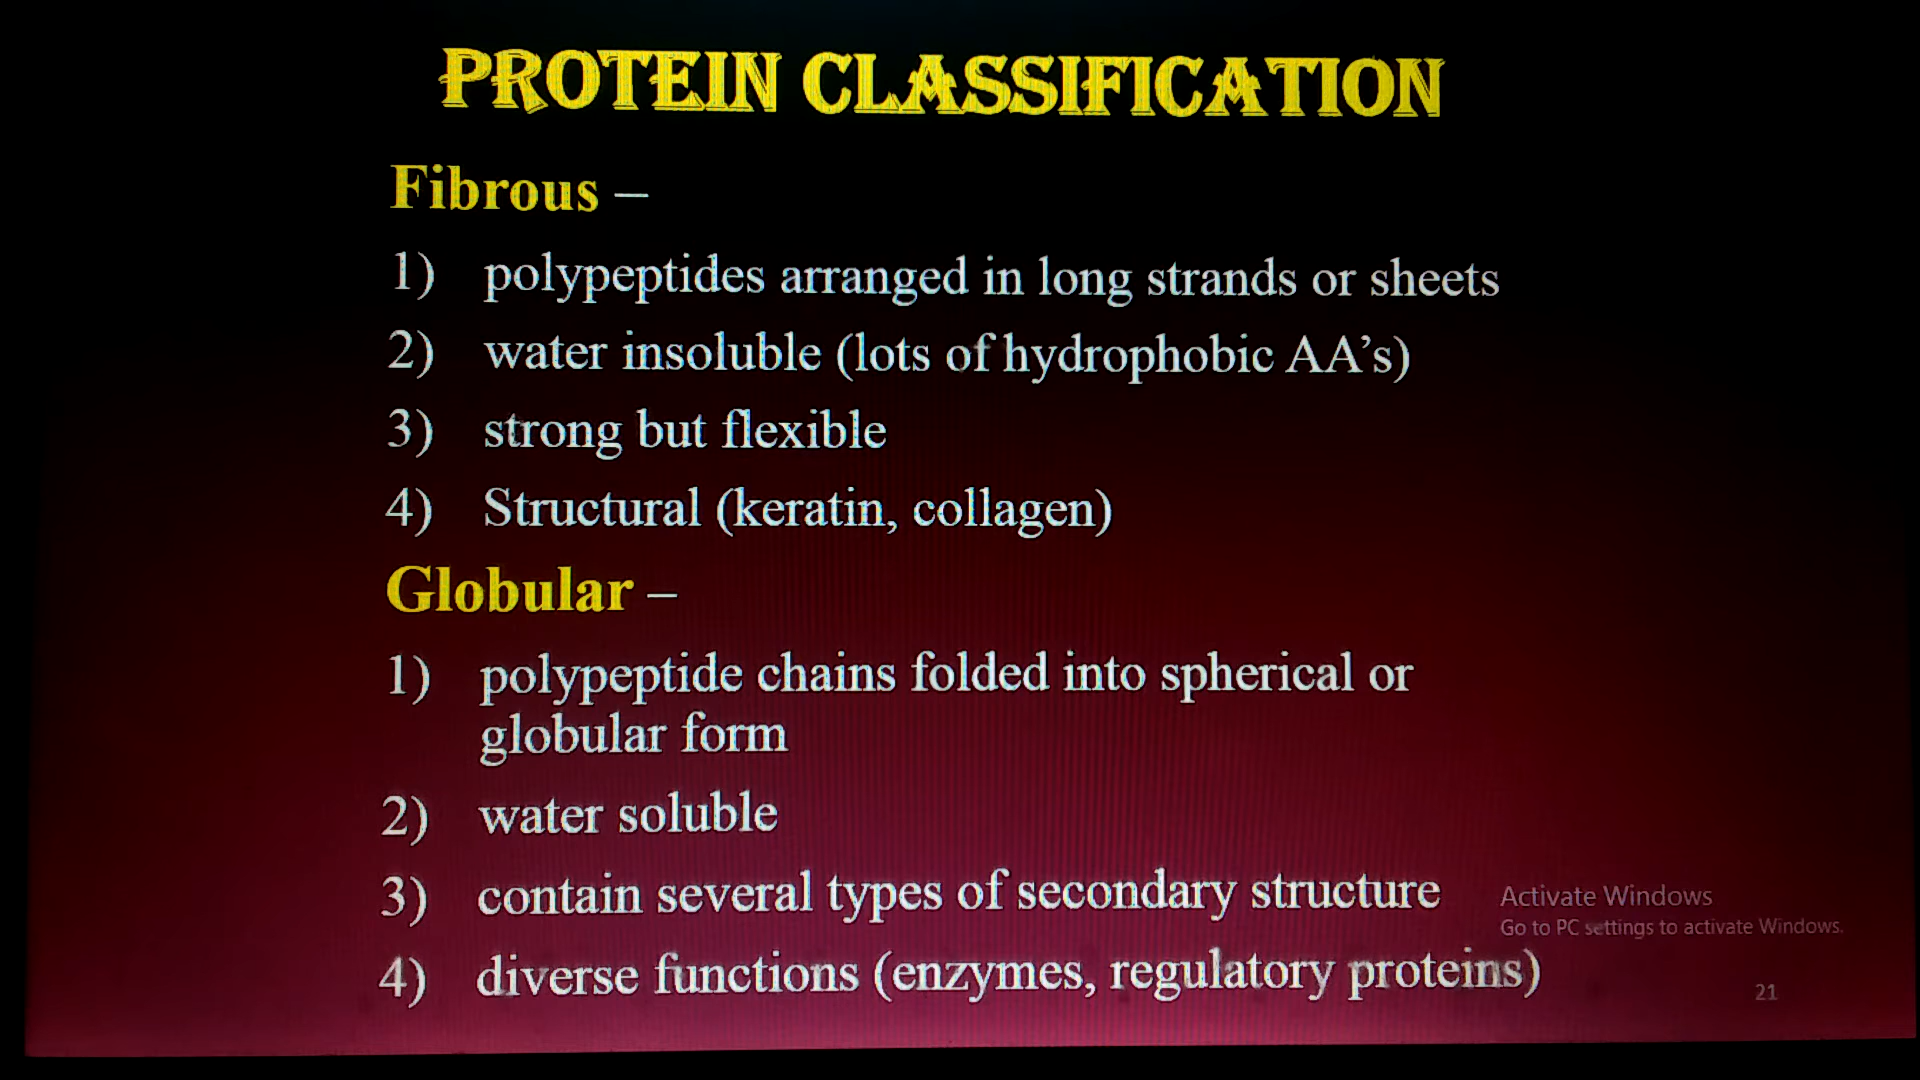 PROTEIN CLASSIFICATION
Fibrous –
1) polypeptides arranged in long strands or sheets
2) water insoluble (lots of hydrophobic AA’s)
3) strong but flexible
4) Structural (keratin, collagen)
Globular –
1) polypeptide chains folded into spherical or
globular form
2) water soluble
3) contain several types of secondary structure
4) diverse functions (enzymes, regulatory proteins)
Activate Windows
Go to PC settings to activate Windows.
21